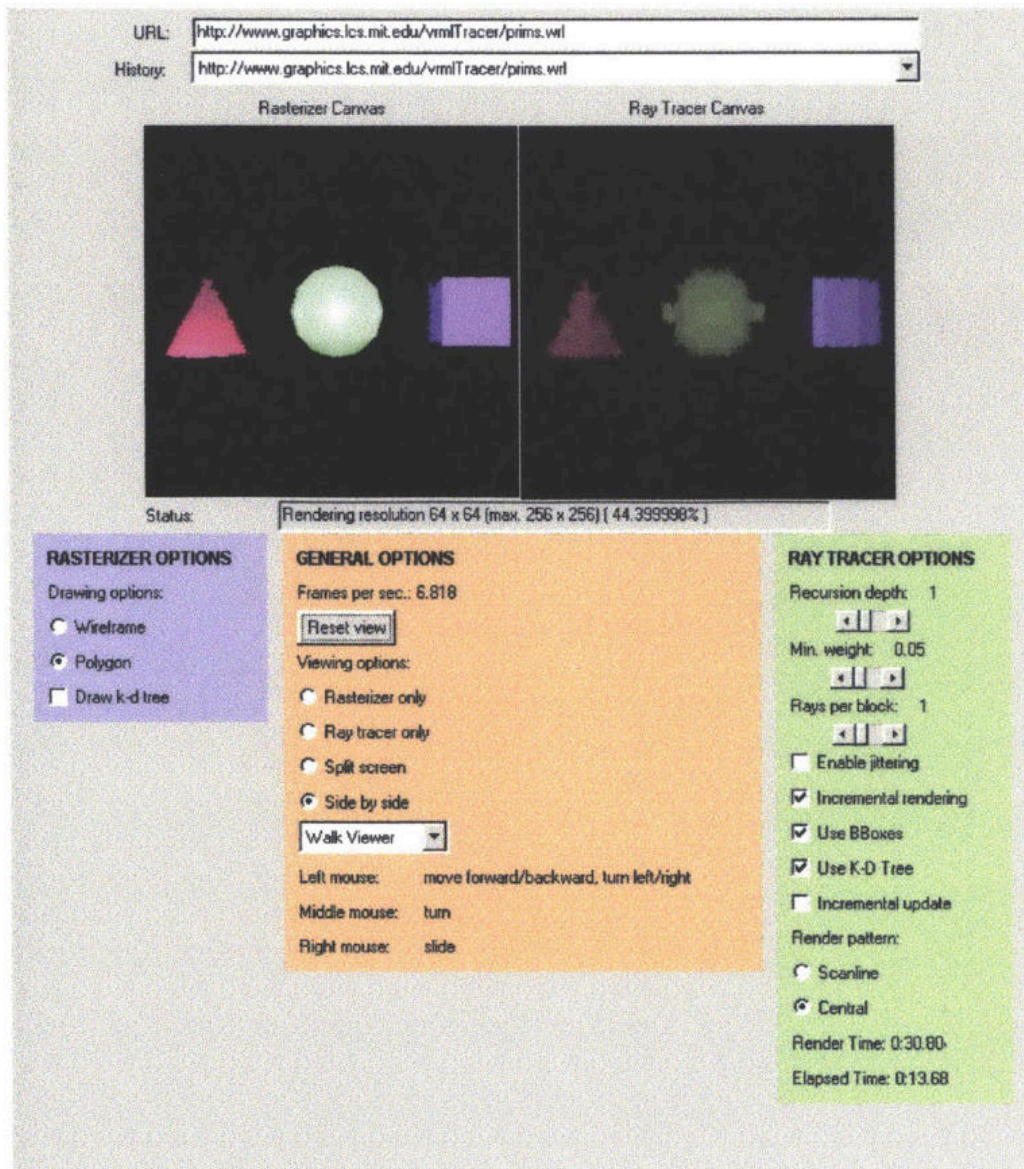 URL: http://www.graphics.lcs.mit.edu/vrmlTracer/prims.wrl
History: http://www.graphics.lcs.mit.edu/vrmlTracer/prims.wrl
Rasterizer Canvas Ray Tracer Canvas
Status: Rendering resolution 64 x 64 (max. 256 x 256) ( 44.399998% )
RASTERIZER OPTIONS
Drawing options:
Wireframe
Polygon
Draw k-d tree
GENERAL OPTIONS
Frames per sec.: 6.818
Reset view
Viewing options:
Rasterizer only
Ray tracer only
Split screen
Side by side
Walk Viewer
Left mouse: move forward/backward, turn left/right
Middle mouse: turn
Right mouse: slide
RAY TRACER OPTIONS
Recursion depth: 1
Min. weight: 0.05
Rays per block: 1
Enable jittering
Incremental rendering
Use BBoxes
Use K-D Tree
Incremental update
Render pattern:
Scanline
Central
Render Time: 0:30.80
Elapsed Time: 0:13.68